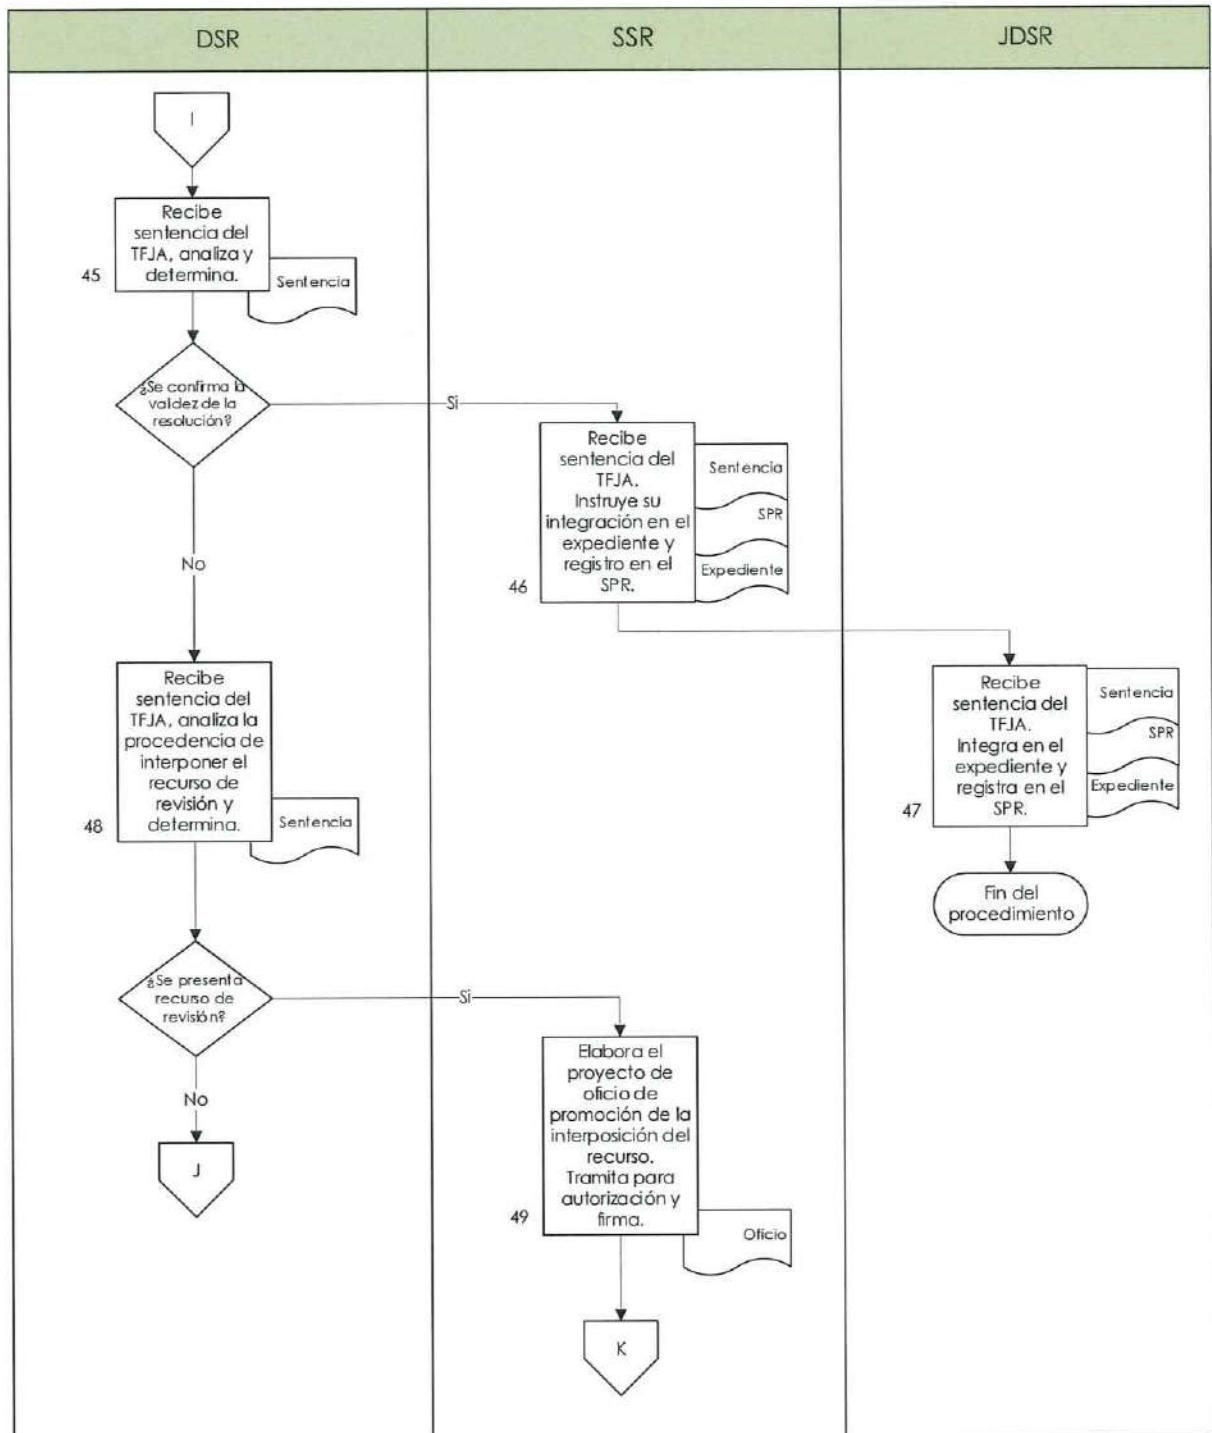 DSR
SSR
JDSR
I
Recibe
sentencia del
TFJA, analiza y
determina.
45
Sentencia
¿Se confirma la
validez de la
resolución?
Si
No
Recibe
sentencia del
TFJA.
Instruye su
integración en el
expediente y
registro en el
SPR.
46
Sentencia
SPR
Expediente
Recibe
sentencia del
TFJA.
Integra en el
expediente y
registra en el
SPR.
47
Sentencia
SPR
Expediente
Fin del
procedimiento
Recibe
sentencia del
TFJA, analiza la
procedencia de
interponer el
recurso de
revisión y
determina.
48
Sentencia
¿Se presenta
recurso de
revisión?
Si
No
J
Elabora el
proyecto de
oficio de
promoción de la
interposición del
recurso.
Tramita para
autorización y
firma.
49
Oficio
K